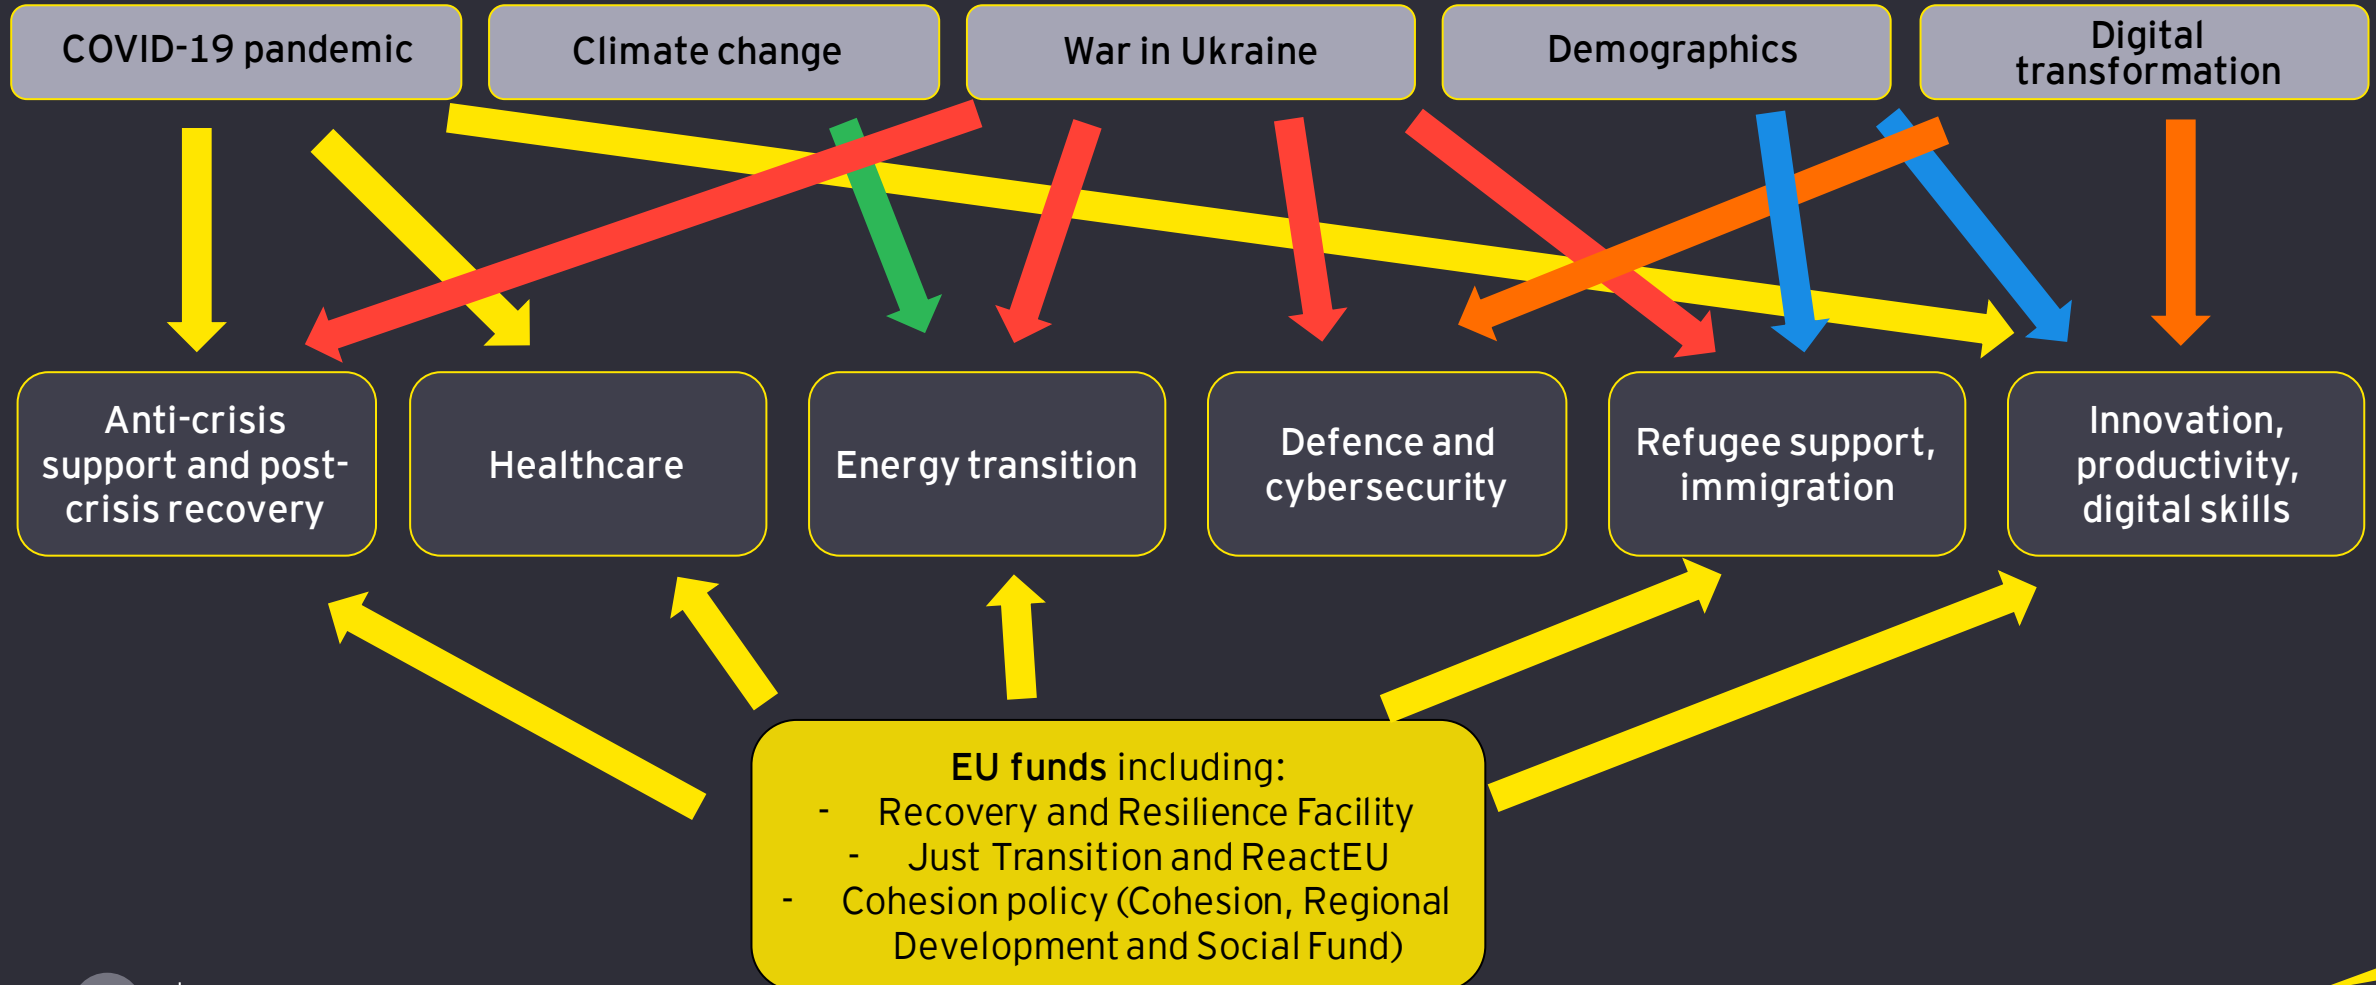 COVID-19 pandemic
Climate change
War in Ukraine
Demographics
Digital
transformation
Anti-crisis
support and post-
crisis recovery
Healthcare
Energy transition
Defence and
cybersecurity
Refugee support,
immigration
Innovation,
productivity,
digital skills
EU funds including:
- Recovery and Resilience Facility
- Just Transition and ReactEU
- Cohesion policy (Cohesion, Regional
Development and Social Fund)